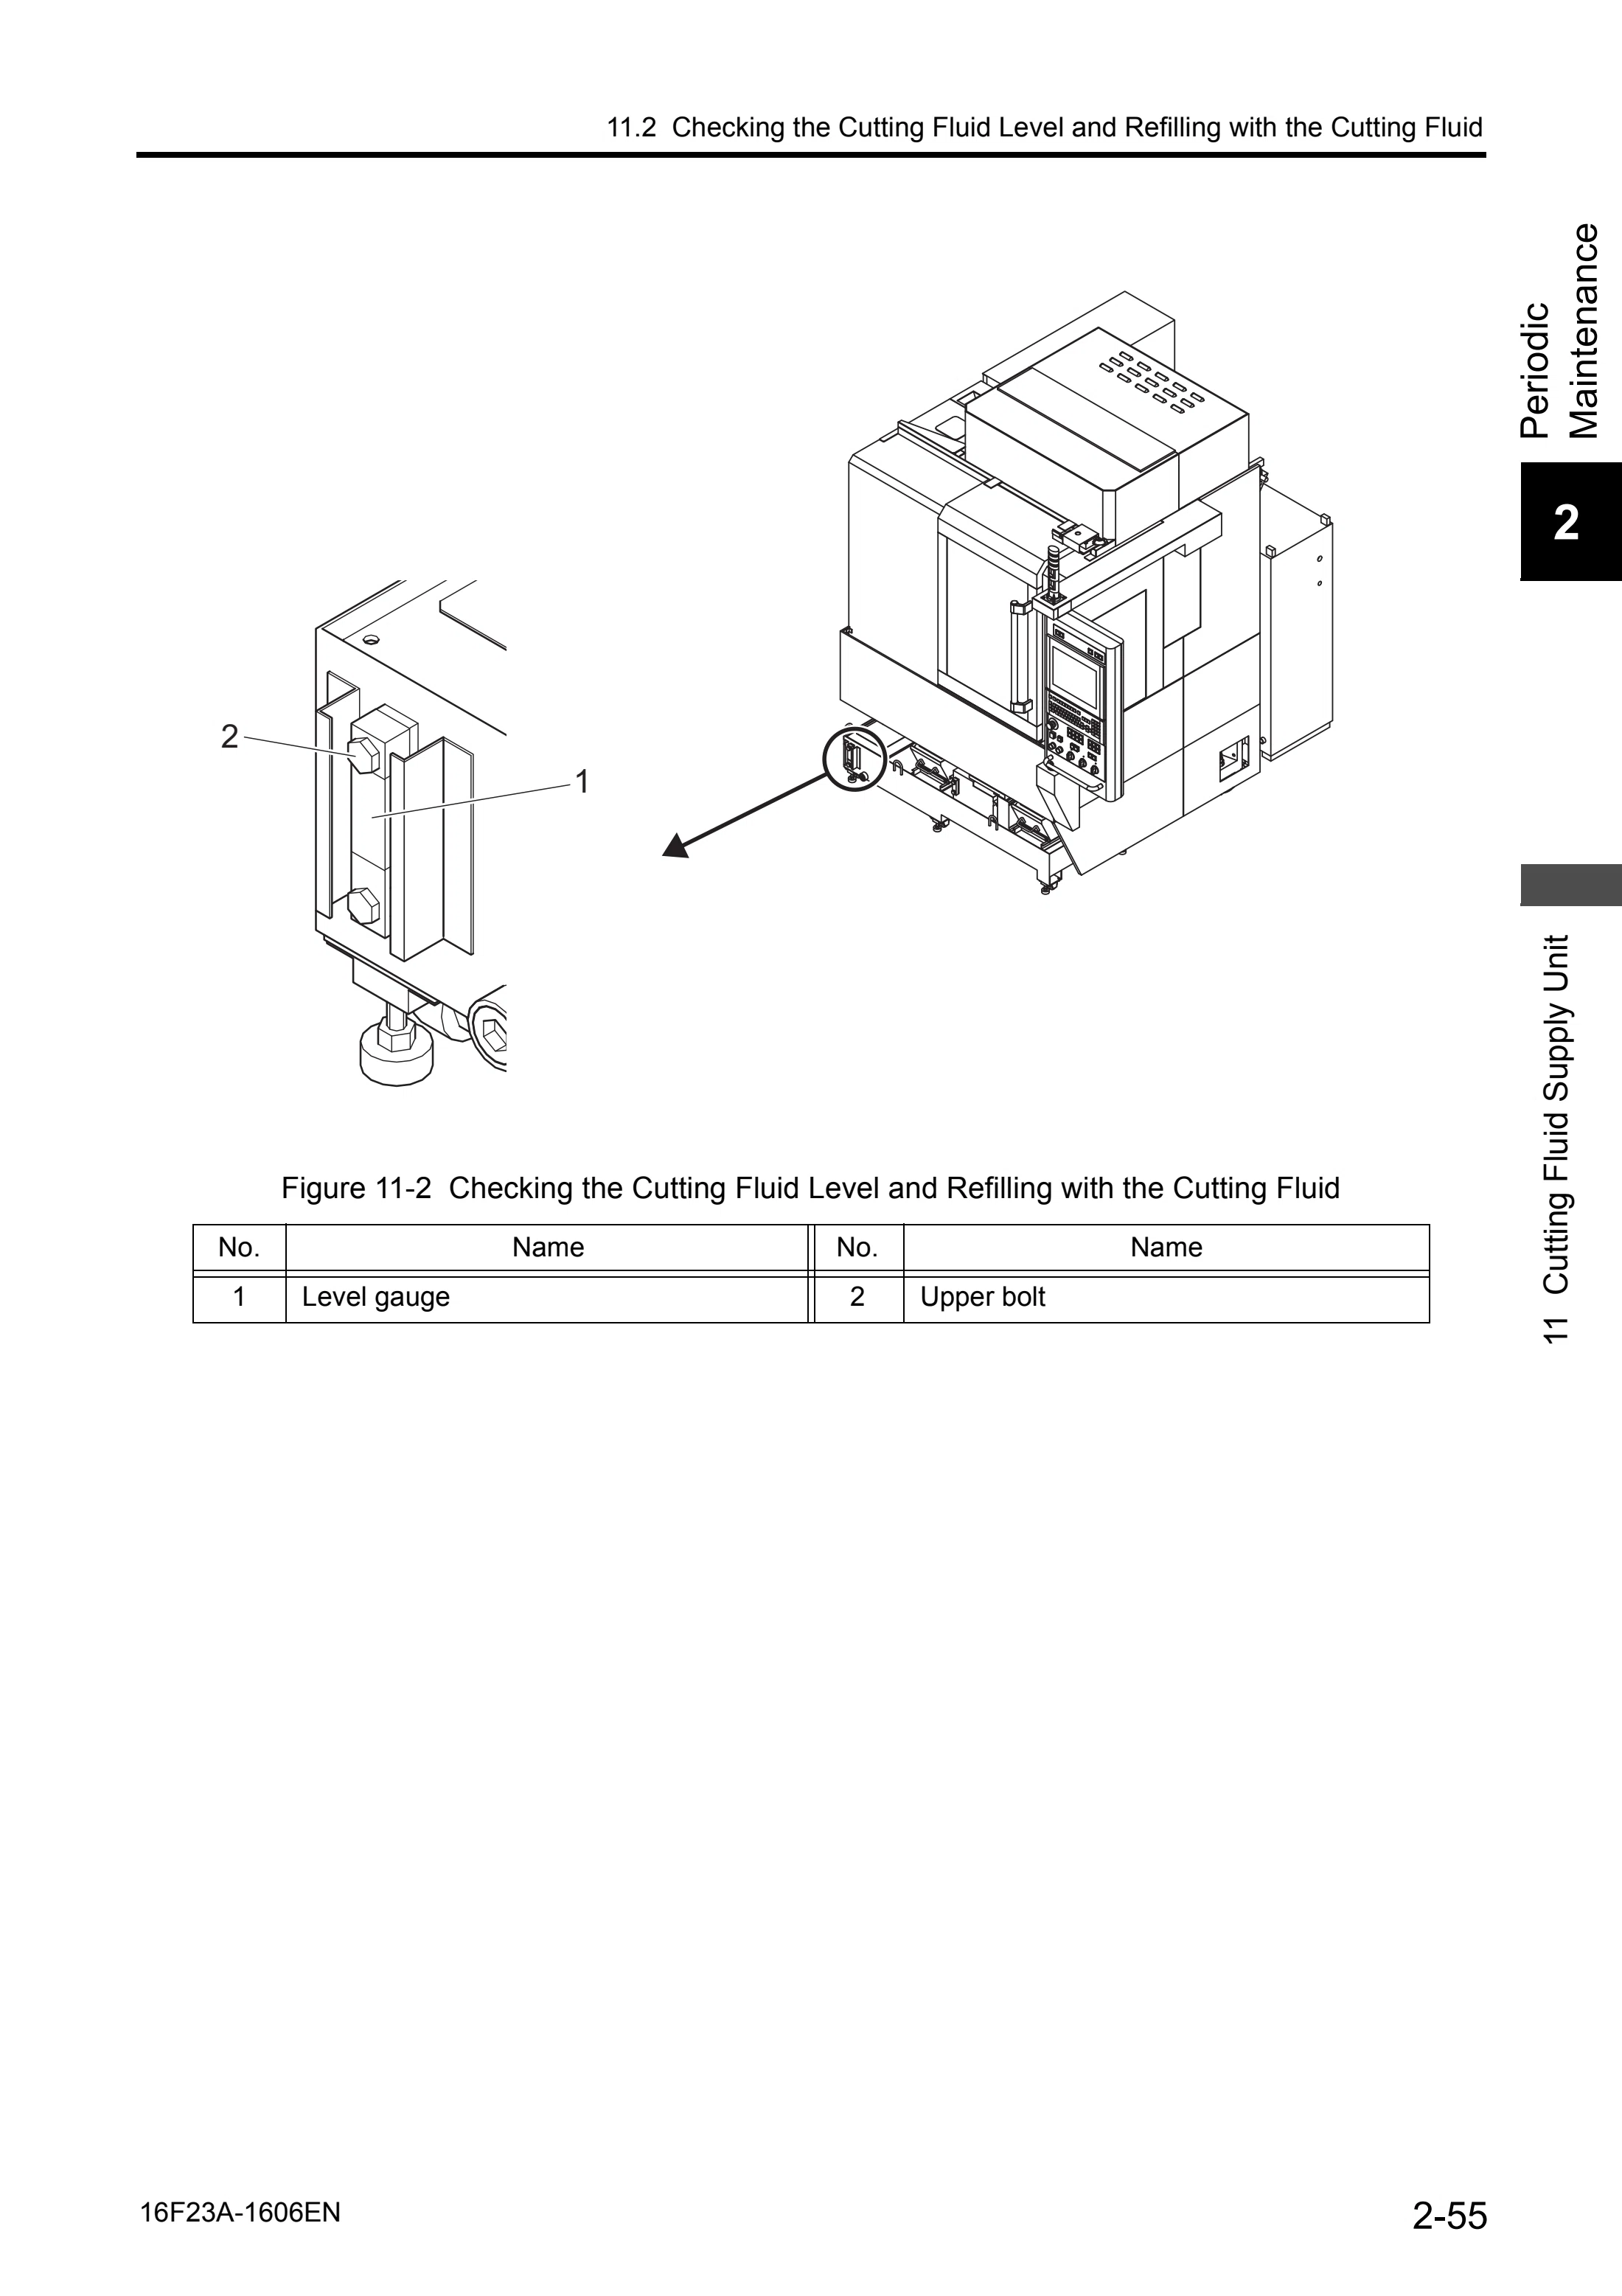 11.2 Checking the Cutting Fluid Level and Refilling with the Cutting Fluid
Periodic
Maintenance
2
11 Cutting Fluid Supply Unit
2
1
Figure 11-2 Checking the Cutting Fluid Level and Refilling with the Cutting Fluid
No. Name No. Name
1 Level gauge 2 Upper bolt
16F23A-1606EN
2-55